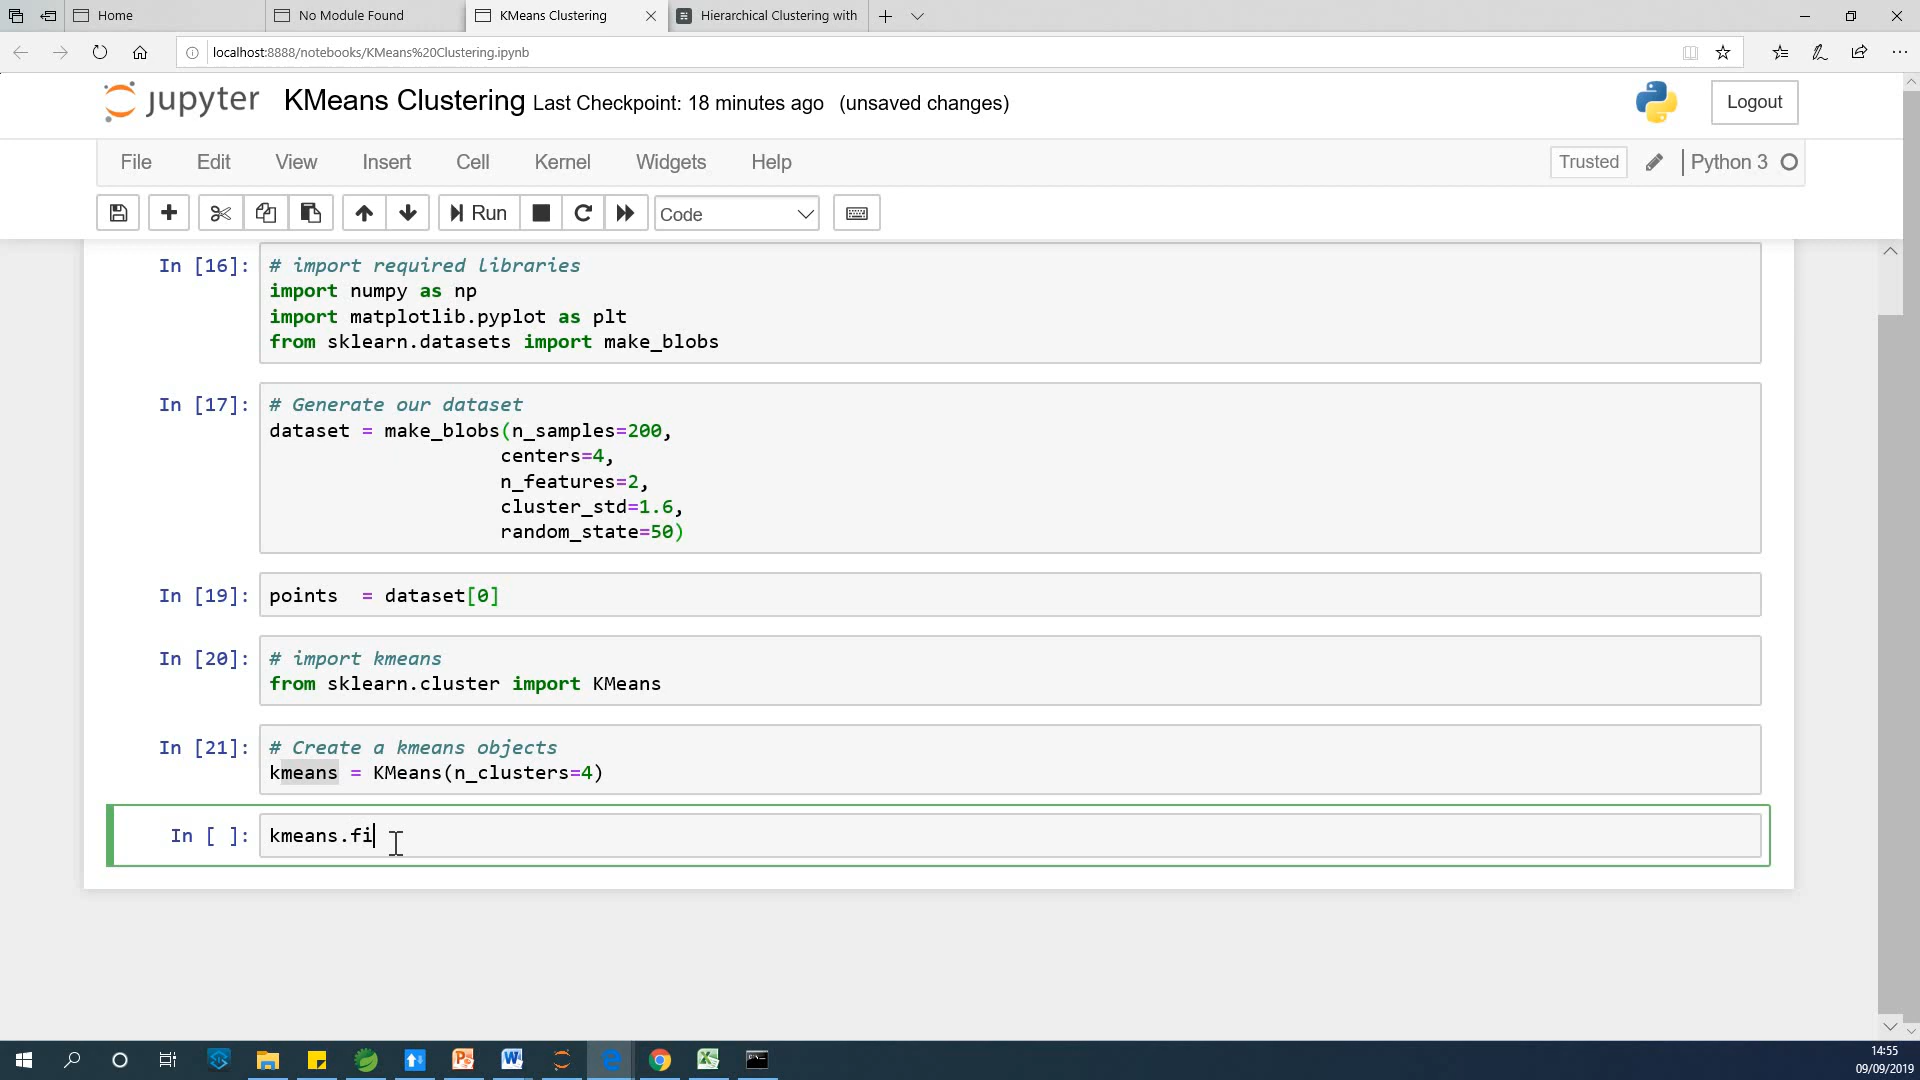 Home
No Module Found
KMeans Clustering
Hierarchical Clustering with
localhost:8888/notebooks/KMeans%20Clustering.ipynb
jupyter KMeans Clustering Last Checkpoint: 18 minutes ago (unsaved changes)
Logout
File Edit View Insert Cell Kernel Widgets Help
Trusted
Python 3
Run
Code
In [16]: # import required libraries
import numpy as np
import matplotlib.pyplot as plt
from sklearn.datasets import make_blobs
In [17]: # Generate our dataset
dataset = make_blobs(n_samples=200,
centers=4,
n_features=2,
cluster_std=1.6,
random_state=50)
In [19]: points  = dataset[0]
In [20]: # import kmeans
from sklearn.cluster import KMeans
In [21]: # Create a kmeans objects
kmeans = KMeans(n_clusters=4)
In [ ]: kmeans.fi
14:55
09/09/2019